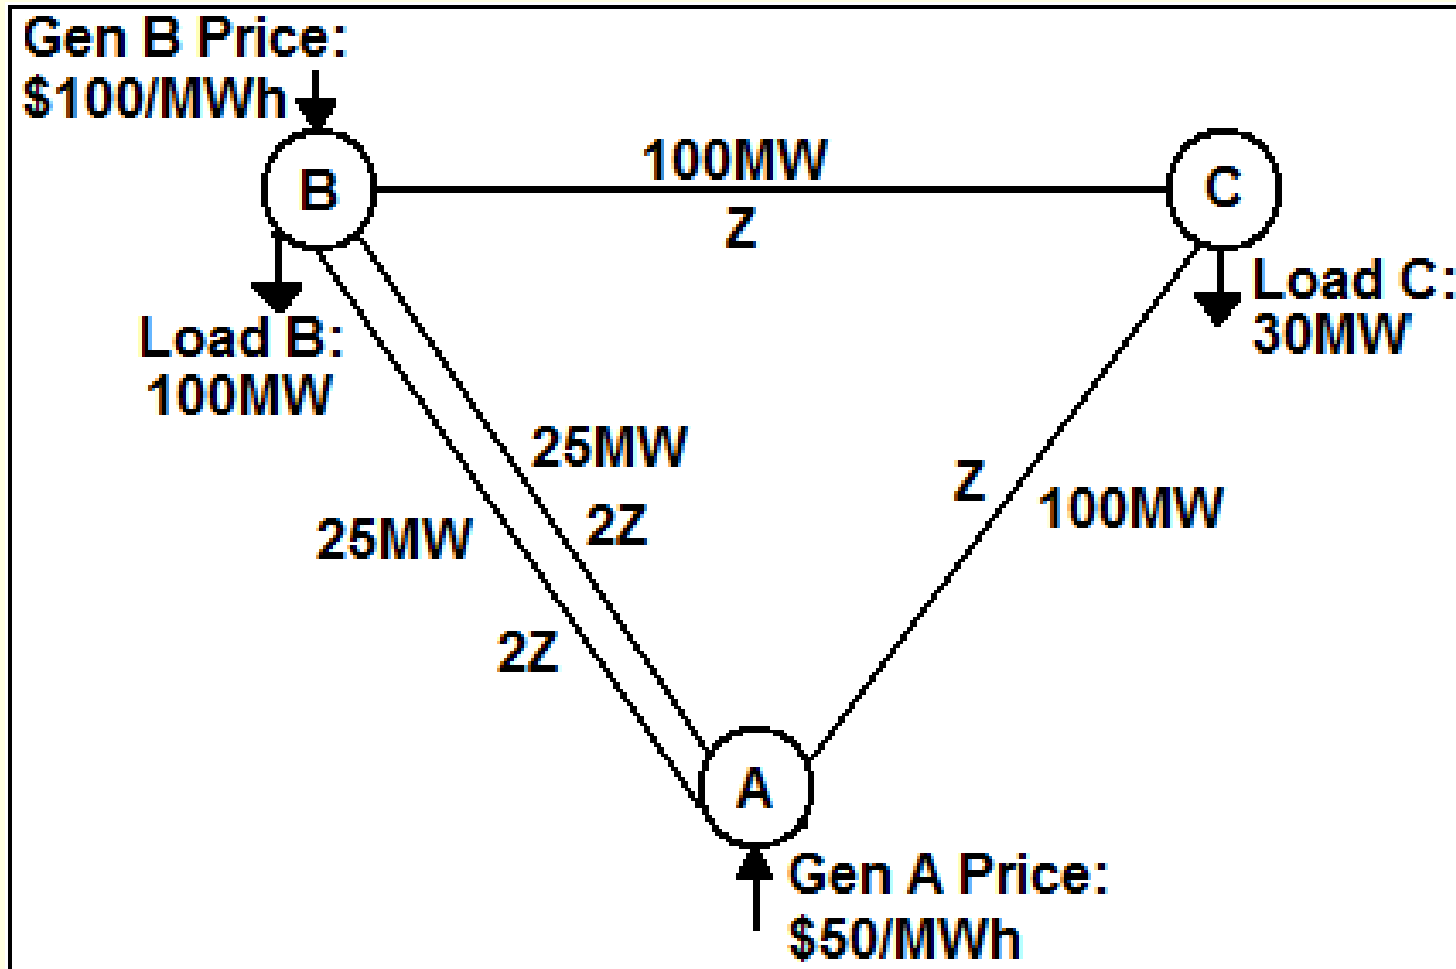 Gen B Price:
$100/MWh
B
100MW
Z
C
Load B:
100MW
Load C:
30MW
25MW
2Z
25MW
2Z
Z
100MW
A
Gen A Price:
$50/MWh